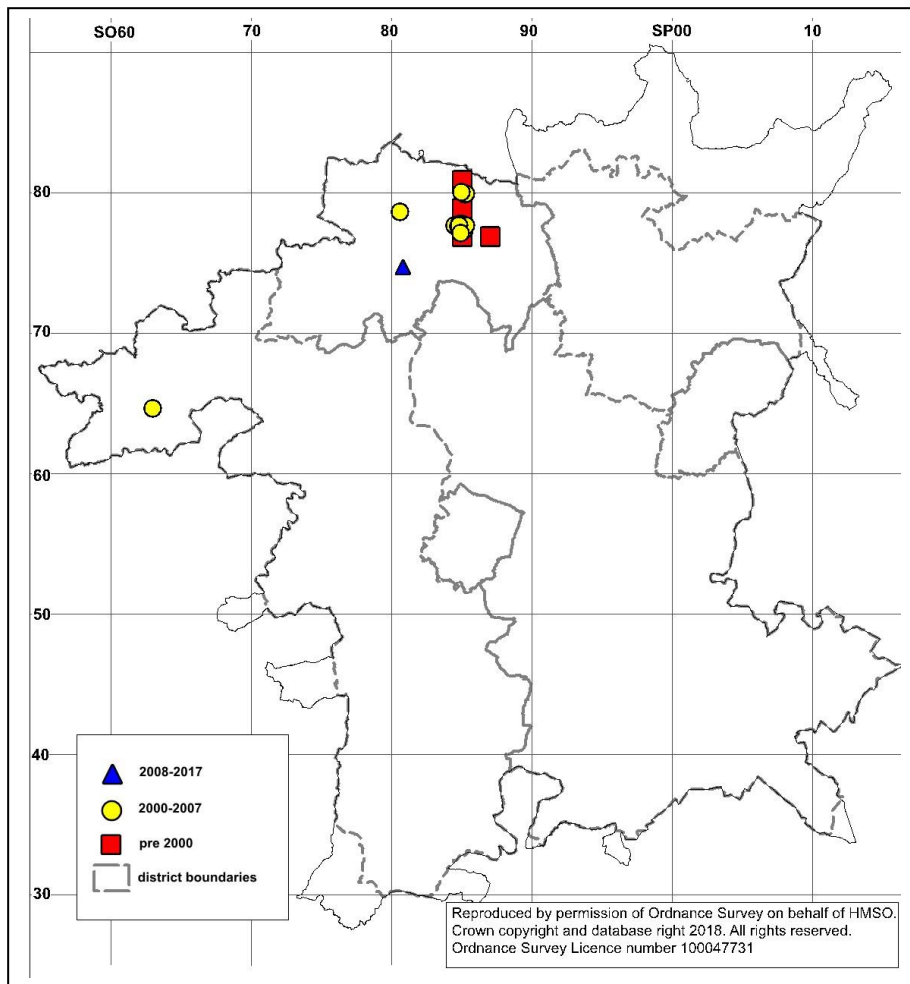 SO60 70 80 90 SP00 10
80
70
60
50
40
30
2008-2017
2000-2007
pre 2000
district boundaries
Reproduced by permission of Ordnance Survey on behalf of HMSO.
Crown copyright and database right 2018. All rights reserved.
Ordnance Survey Licence number 100047731